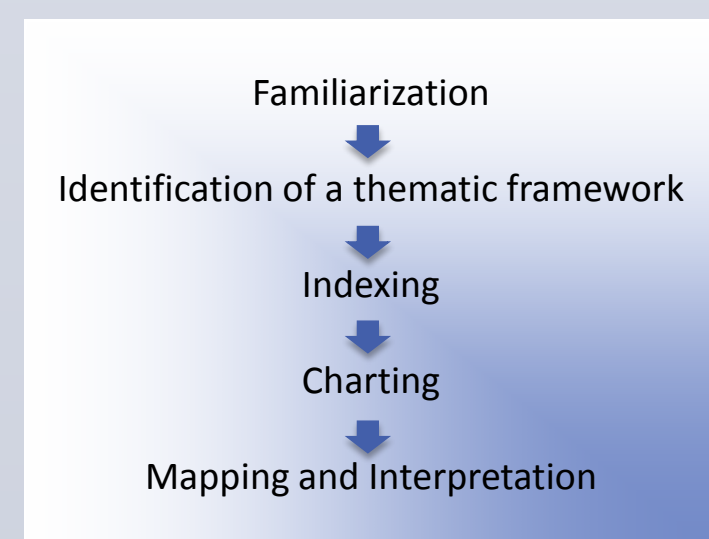 Familiarization
Identification of a thematic framework
Indexing
Charting
Mapping and Interpretation